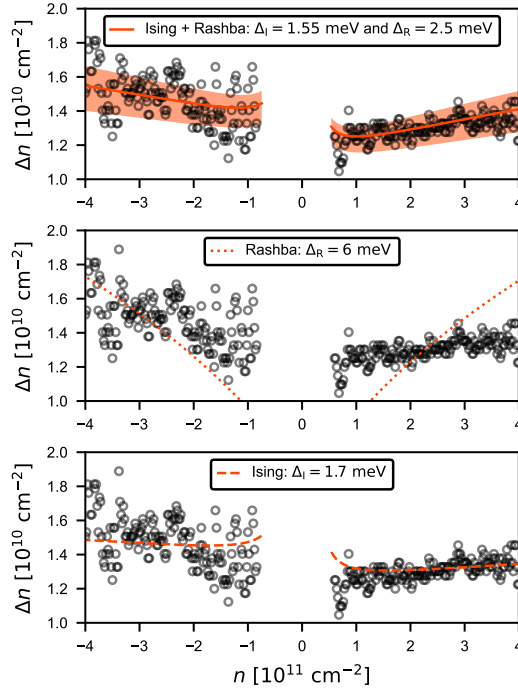 2.0
Ising + Rashba: Δ_I = 1.55 meV and Δ_R = 2.5 meV
1.8
1.6
1.4
1.2
1.0
Δn [10^10 cm^−2]
−4 −3 −2 −1 0 1 2 3 4
2.0
Rashba: Δ_R = 6 meV
1.8
1.6
1.4
1.2
1.0
Δn [10^10 cm^−2]
−4 −3 −2 −1 0 1 2 3 4
2.0
Ising: Δ_I = 1.7 meV
1.8
1.6
1.4
1.2
1.0
Δn [10^10 cm^−2]
−4 −3 −2 −1 0 1 2 3 4
n [10^11 cm^−2]